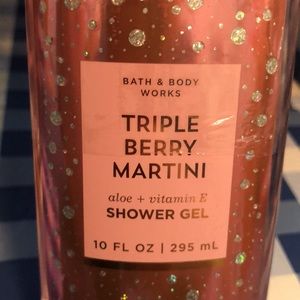 BATH & BODY
WORKS
TRIPLE
BERRY
MARTINI
aloe + vitamin E
SHOWER GEL
10 FL OZ | 295 mL